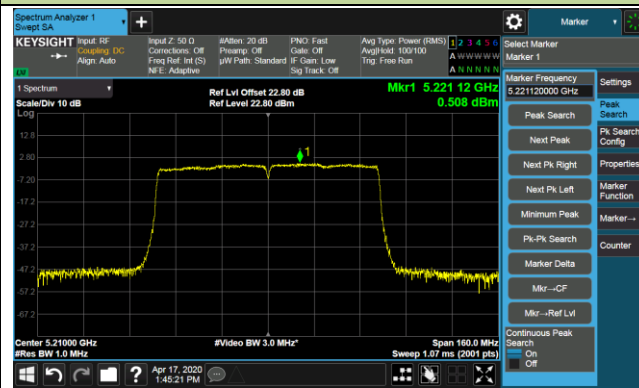 Spectrum Analyzer 1
Swept SA
Marker
KEYSIGHT
Input: RF
Coupling: DC
Align: Auto
Input Z: 50 Ω
Corrections: Off
Freq Ref: Int (S)
NFE: Adaptive
#Atten: 20 dB
Preamp: Off
µW Path: Standard
PNO: Fast
Gate: Off
IF Gain: Low
Sig Track: Off
Avg Type: Power (RMS)
Avg|Hold: 100/100
Trig: Free Run
1 2 3 4 5 6
A W W W W W
A N N N N N
Select Marker
Marker 1
1 Spectrum
Scale/Div 10 dB
Log
Ref Lvl Offset 22.80 dB
Ref Level 22.80 dBm
Mkr1 5.221 12 GHz
0.508 dBm
12.8
2.80
-7.20
-17.2
-27.2
-37.2
-47.2
-57.2
-67.2
1
Center 5.21000 GHz
#Res BW 1.0 MHz
#Video BW 3.0 MHz*
Span 160.0 MHz
Sweep 1.07 ms (2001 pts)
Marker Frequency
5.221120000 GHz
Peak Search
Next Peak
Next Pk Right
Next Pk Left
Minimum Peak
Pk-Pk Search
Marker Delta
Mkr→CF
Mkr→Ref Lvl
Continuous Peak
Search
On
Off
Settings
Peak
Search
Pk Search
Config
Properties
Marker
Function
Marker→
Counter
?
Apr 17, 2020
1:45:21 PM